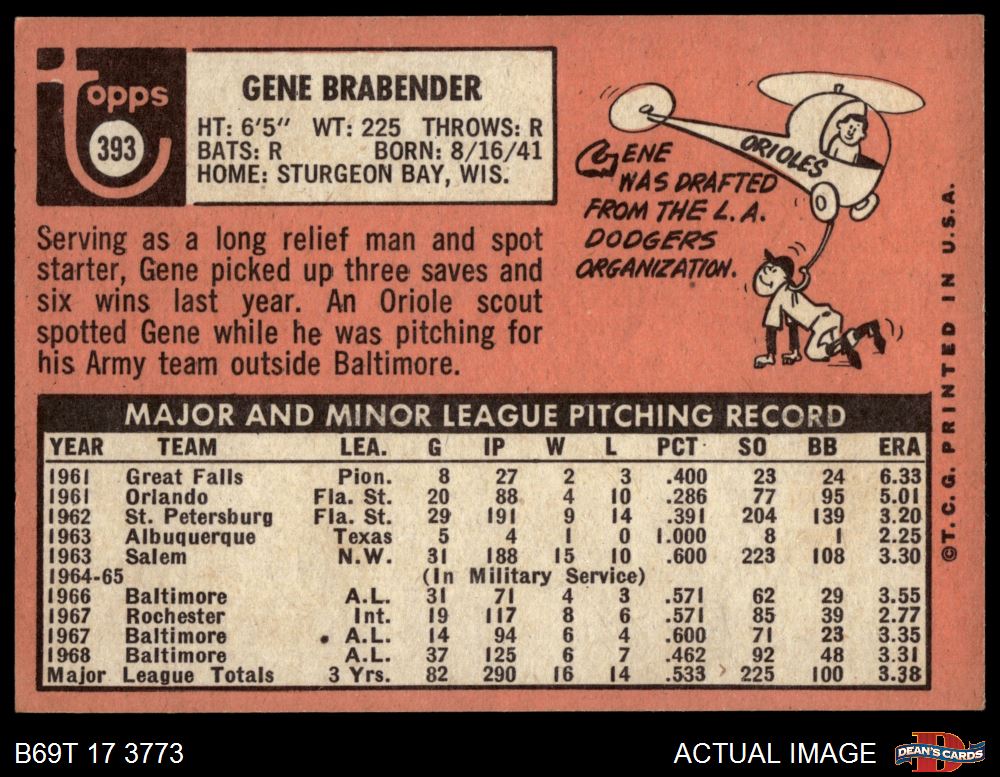 Topps
393
GENE BRABENDER
HT: 6'5" WT: 225 THROWS: R
BATS: R BORN: 8/16/41
HOME: STURGEON BAY, WIS.
Serving as a long relief man and spot
starter, Gene picked up three saves and
six wins last year. An Oriole scout
spotted Gene while he was pitching for
his Army team outside Baltimore.
ORIOLES
GENE
WAS DRAFTED
FROM THE L.A.
DODGERS
ORGANIZATION.
MAJOR AND MINOR LEAGUE PITCHING RECORD
YEAR TEAM LEA. G IP W L PCT. SO BB ERA
1961 Great Falls Pion. 8 27 2 3 .400 23 24 6.33
1961 Orlando Fla. St. 20 88 4 10 .286 77 95 5.01
1962 St. Petersburg Fla. St. 29 191 9 14 .391 204 139 3.20
1963 Albuquerque Texas 5 4 1 0 1.000 8 1 2.25
1963 Salem N.W. 31 188 15 10 .600 223 108 3.30
1964-65 (In Military Service)
1966 Baltimore A.L. 31 71 4 3 .571 62 29 3.55
1967 Rochester Int. 19 117 8 6 .571 85 39 2.77
1967 Baltimore A.L. 14 94 6 4 .600 71 23 3.35
1968 Baltimore A.L. 37 125 6 7 .462 92 48 3.31
Major League Totals 3 Yrs. 82 290 16 14 .533 225 100 3.38
©T.C.G. PRINTED IN U.S.A.
B69T 17 3773
ACTUAL IMAGE
DEAN'S CARDS